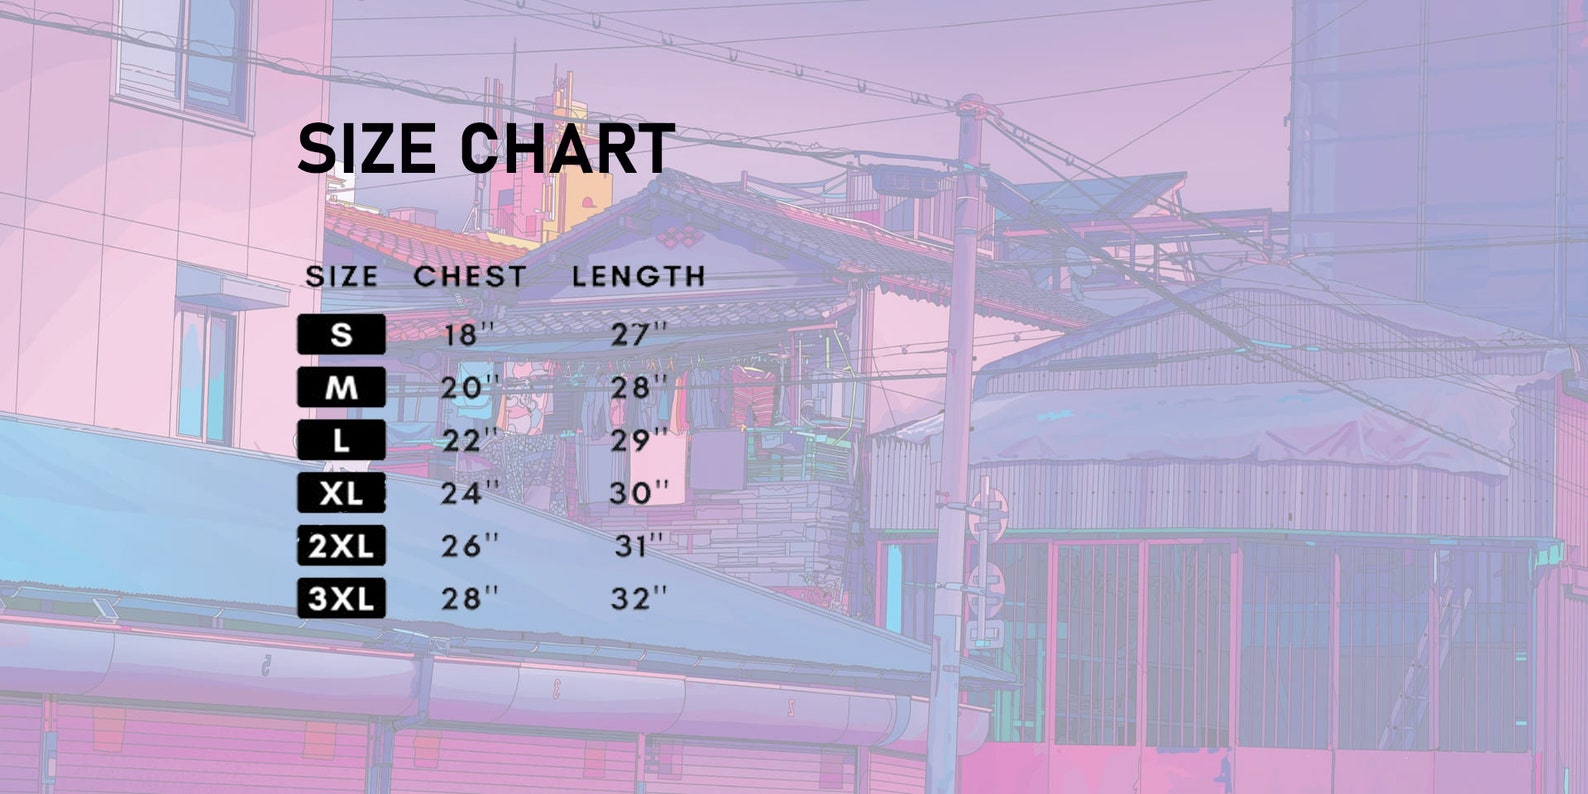 SIZE CHART
SIZE CHEST LENGTH
S 18'' 27''
M 20'' 28''
L 22'' 29''
XL 24'' 30''
2XL 26'' 31''
3XL 28'' 32''